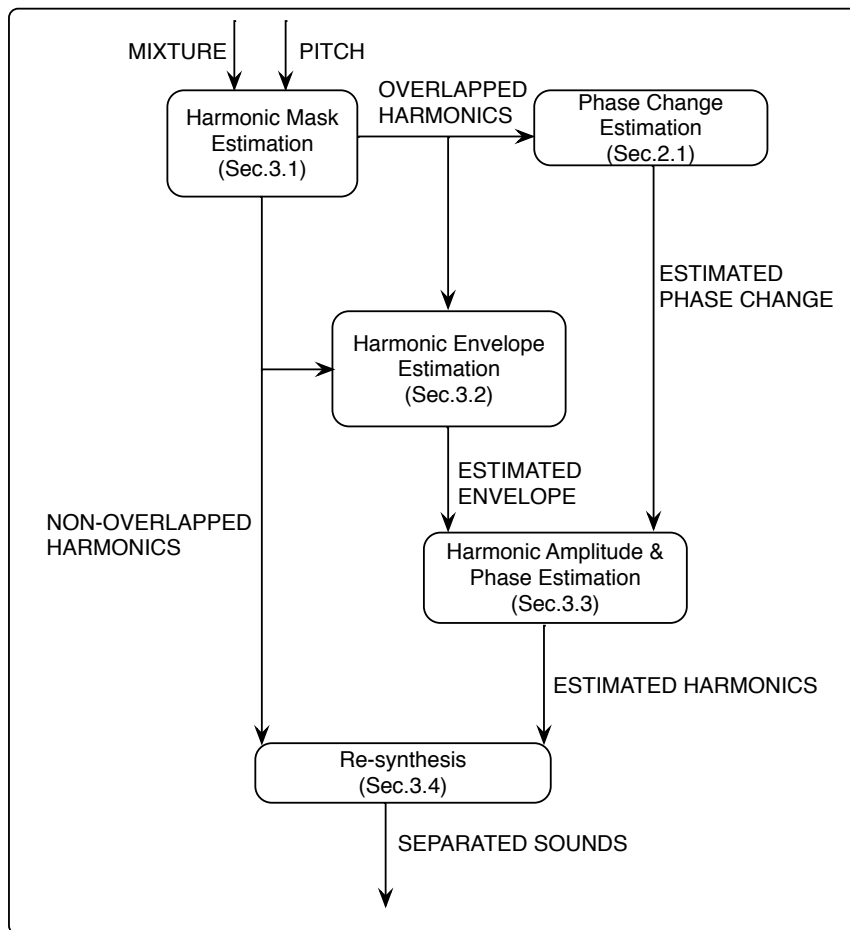 MIXTURE
PITCH
Harmonic Mask
Estimation
(Sec.3.1)
OVERLAPPED
HARMONICS
Phase Change
Estimation
(Sec.2.1)
ESTIMATED
PHASE CHANGE
Harmonic Envelope
Estimation
(Sec.3.2)
ESTIMATED
ENVELOPE
NON-OVERLAPPED
HARMONICS
Harmonic Amplitude &
Phase Estimation
(Sec.3.3)
ESTIMATED HARMONICS
Re-synthesis
(Sec.3.4)
SEPARATED SOUNDS